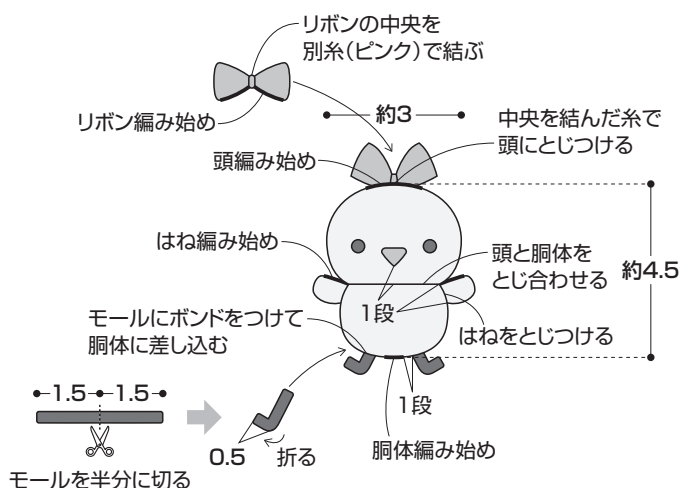 リボンの中央を
別糸(ピンク)で結ぶ
リボン編み始め
約3
中央を結んだ糸で
頭にとじつける
頭編み始め
はね編み始め
頭と胴体を
とじ合わせる
約4.5
1段
モールにボンドをつけて
胴体に差し込む
はねをとじつける
1.5 1.5
1段
0.5
折る
胴体編み始め
モールを半分に切る